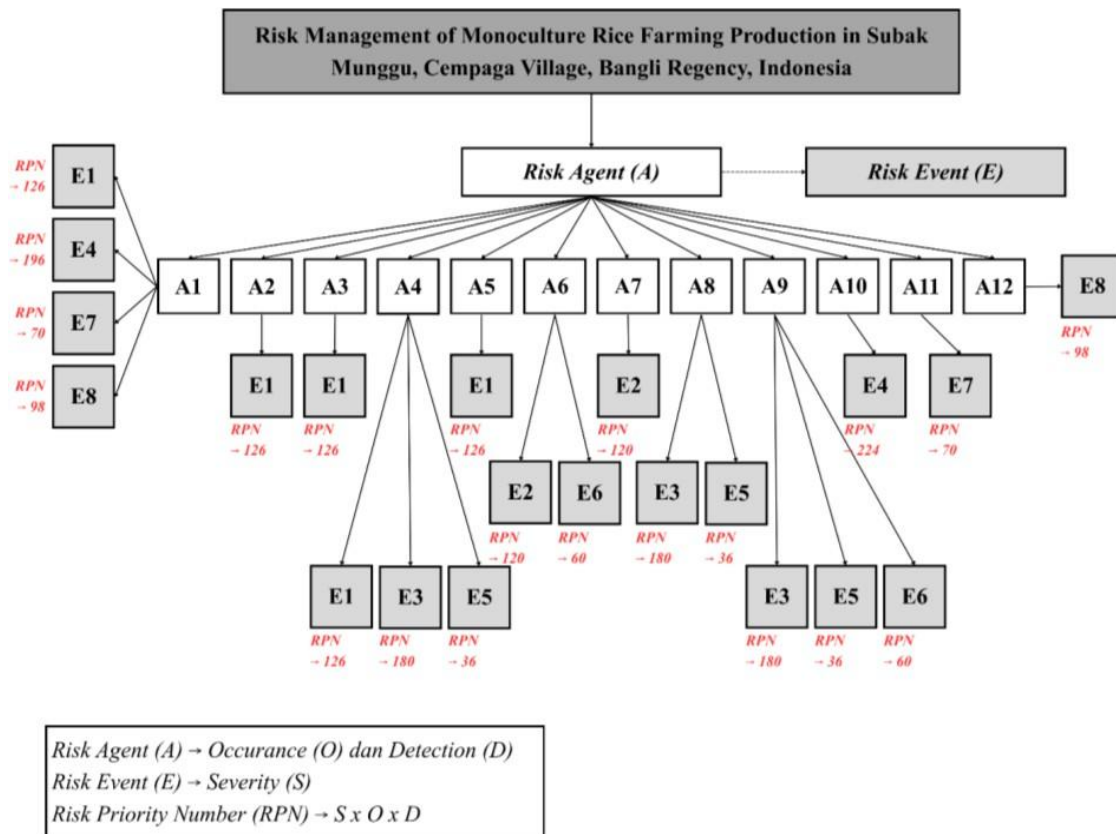 Risk Management of Monoculture Rice Farming Production in Subak
Munggu, Cempaga Village, Bangli Regency, Indonesia
Risk Agent (A)
Risk Event (E)
RPN
→ 126
E1
RPN
→ 196
E4
RPN
→ 70
E7
RPN
→ 98
E8
A1
A2
A3
A4
A5
A6
A7
A8
A9
A10
A11
A12
E8
RPN
→ 98
E1
RPN
→ 126
E1
RPN
→ 126
E1
RPN
→ 126
E2
RPN
→ 120
E4
RPN
→ 224
E7
RPN
→ 70
E2
RPN
→ 120
E6
RPN
→ 60
E3
RPN
→ 180
E5
RPN
→ 36
E1
RPN
→ 126
E3
RPN
→ 180
E5
RPN
→ 36
E3
RPN
→ 180
E5
RPN
→ 36
E6
RPN
→ 60
Risk Agent (A) → Occurance (O) dan Detection (D)
Risk Event (E) → Severity (S)
Risk Priority Number (RPN) → S x O x D